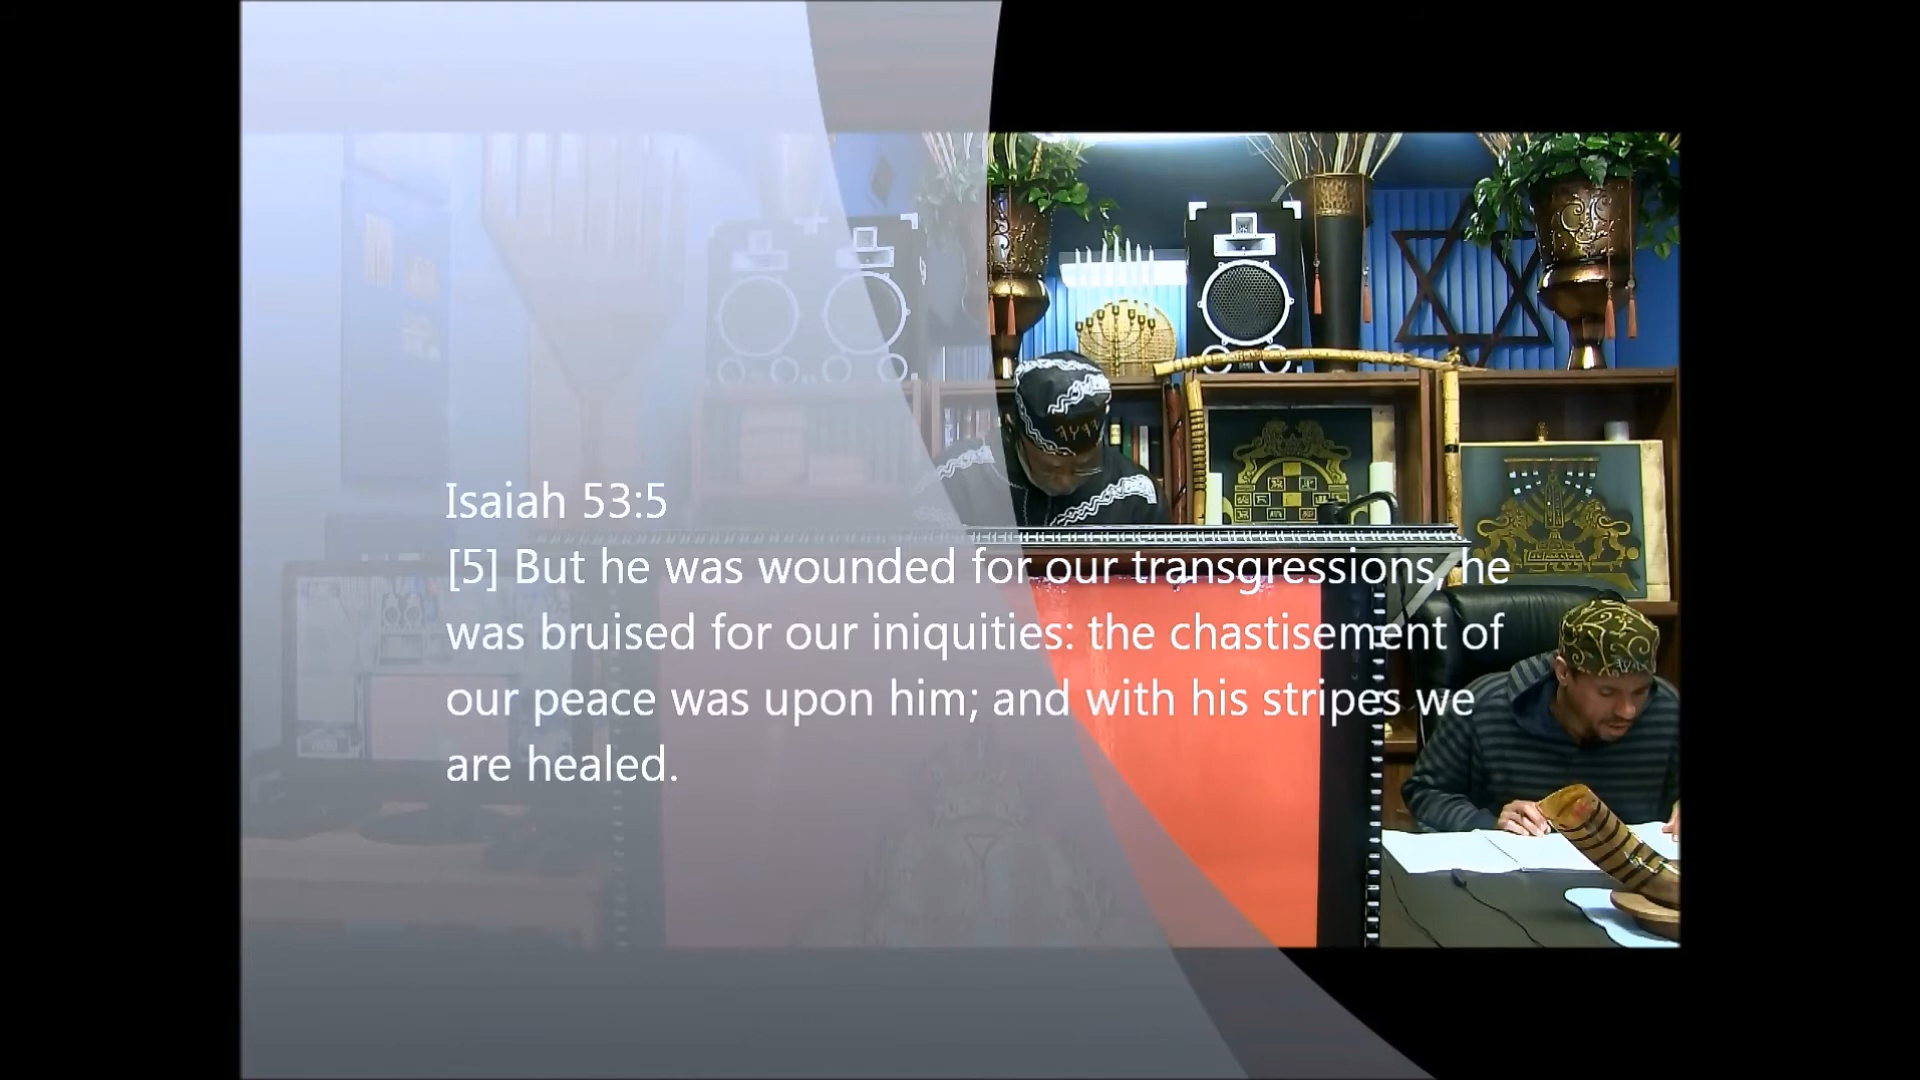 Isaiah 53:5
[5] But he was wounded for our transgressions, he
was bruised for our iniquities: the chastisement of
our peace was upon him; and with his stripes we
are healed.